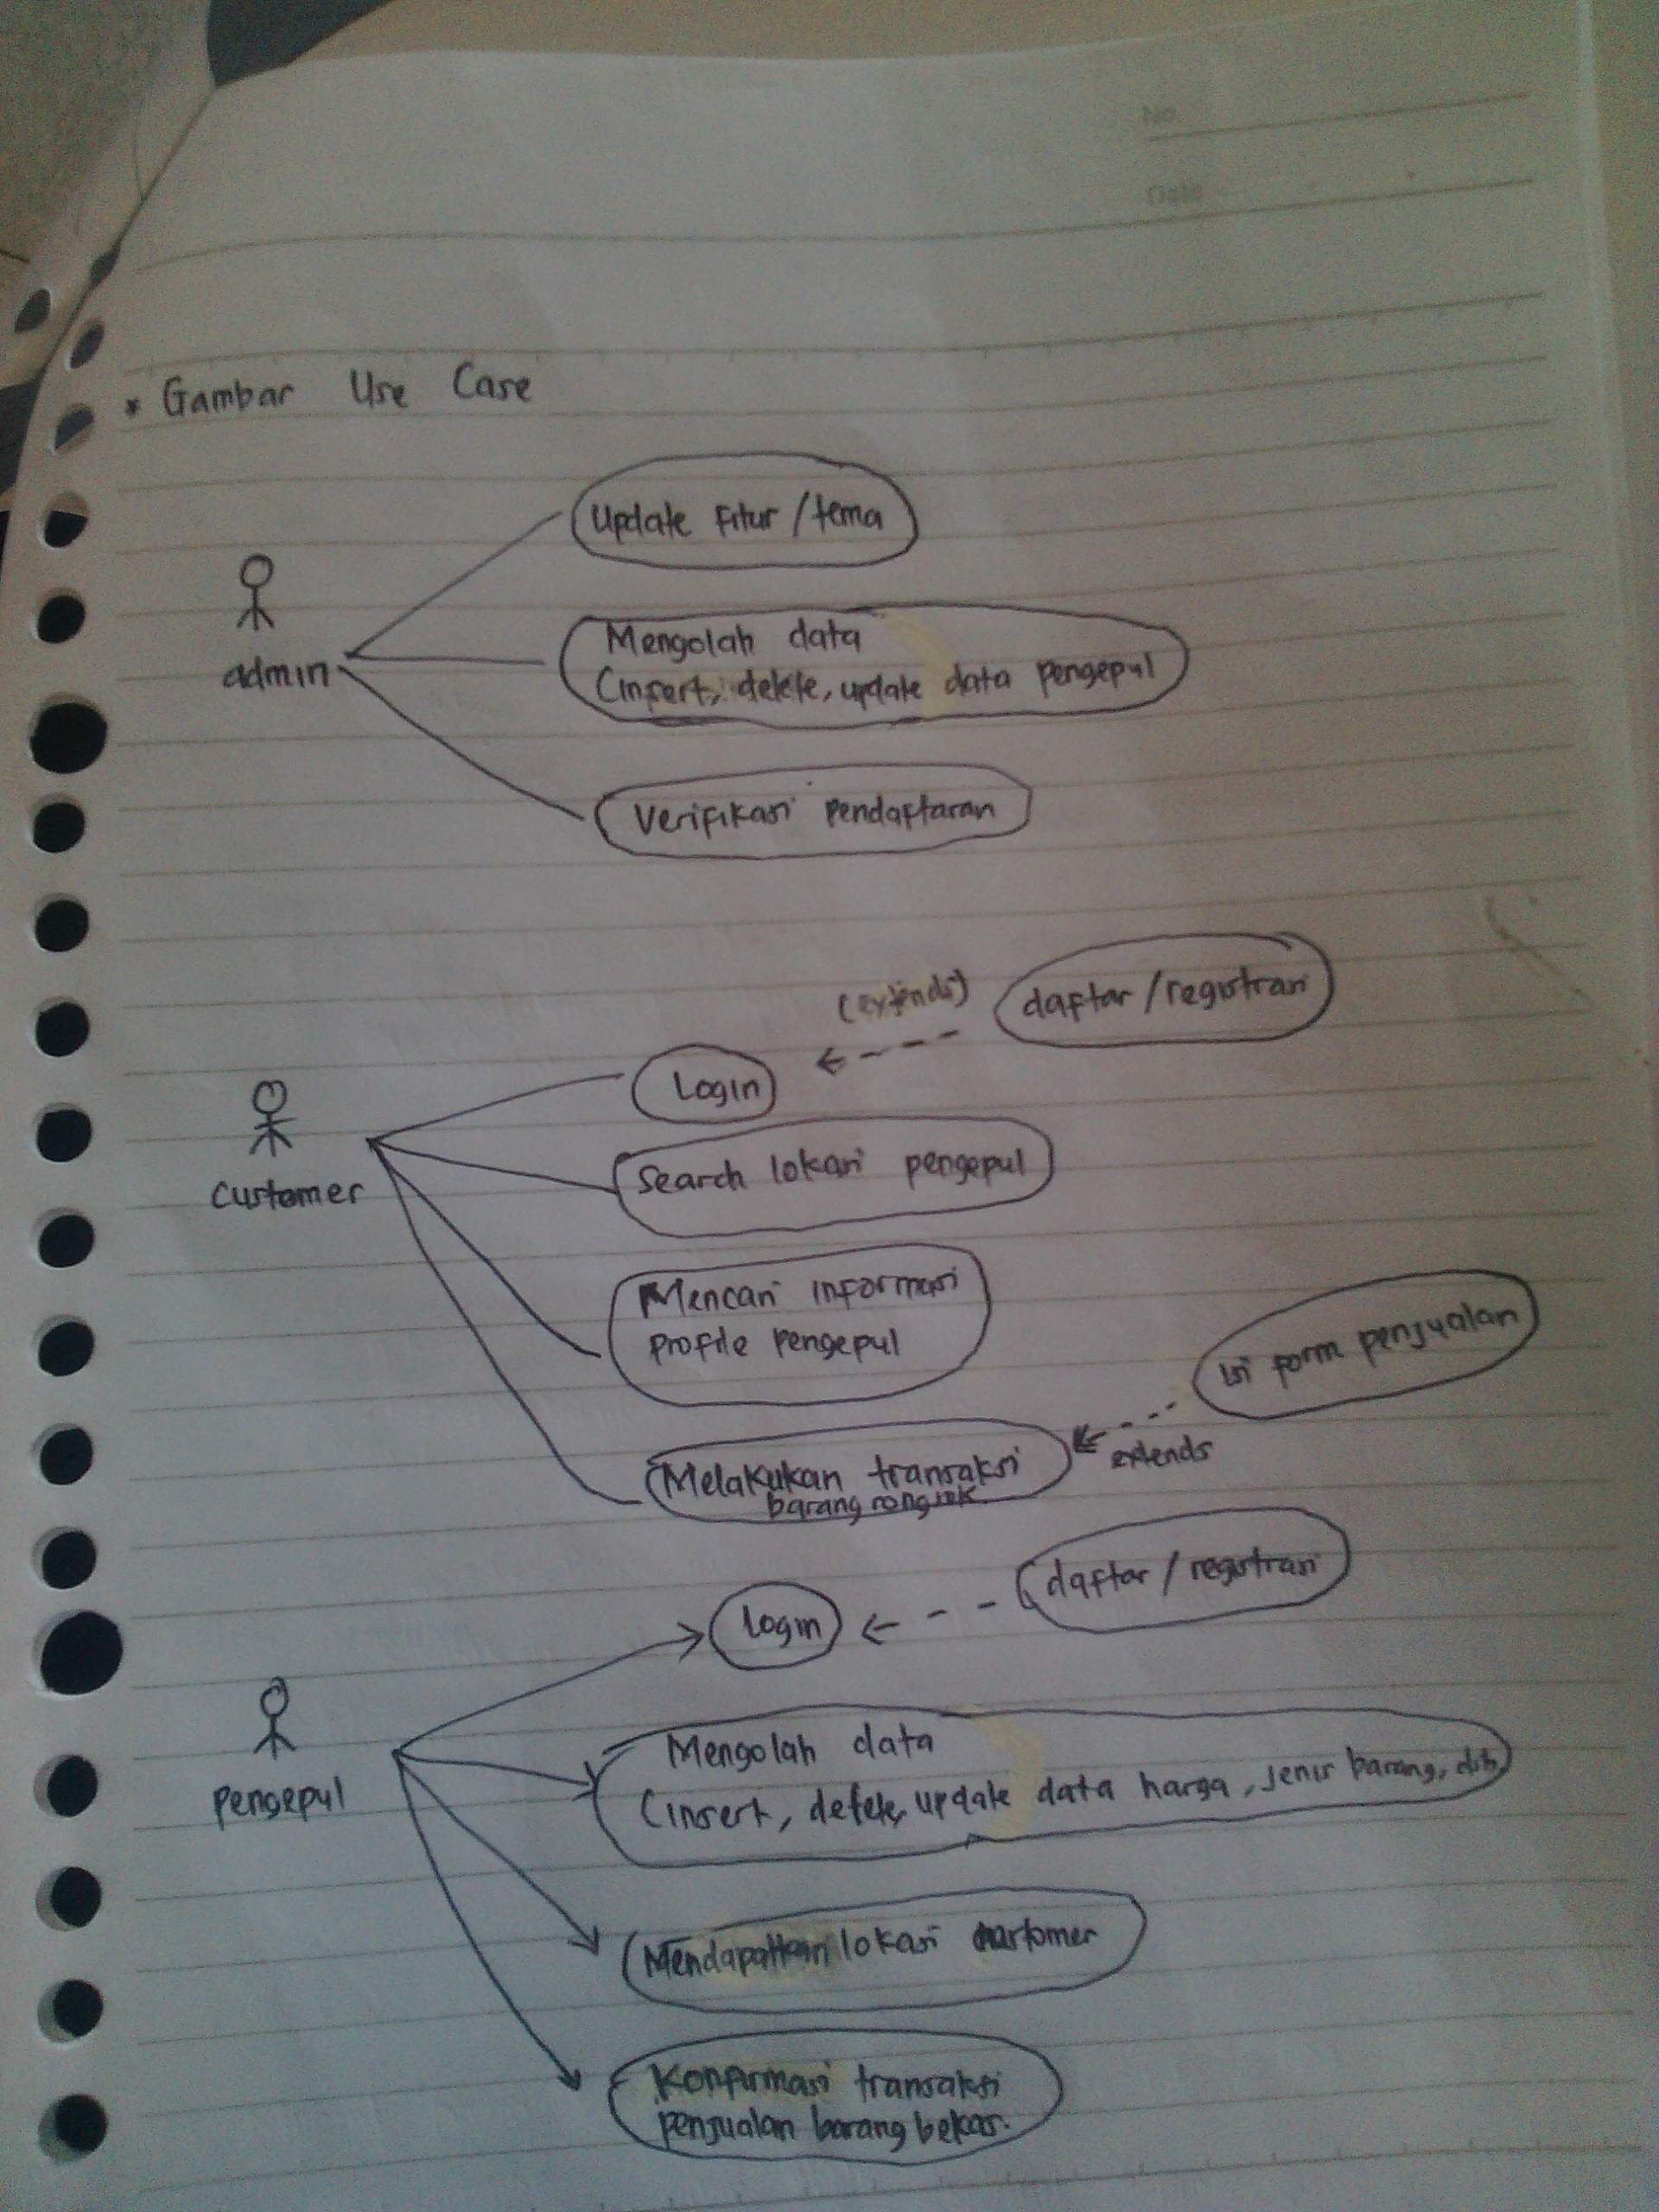 No.
Date
* Gambar Use Case
Update Fitur / tema
admin
Mengolah data
(insert, delete, update data pengepul
Verifikasi pendaftaran
daftar / registrasi
(extends)
Login
customer
Search lokasi pengepul
Mencari informasi
profile pengepul
Isi form penjualan
extends
Melakukan transaksi
barang rongsok
daftar / registrasi
Login
pengepul
Mengolah data
(insert, delete, update data harga, jenis barang, dsb)
Mendapatkan lokasi customer
Konfirmasi transaksi
penjualan barang bekas.